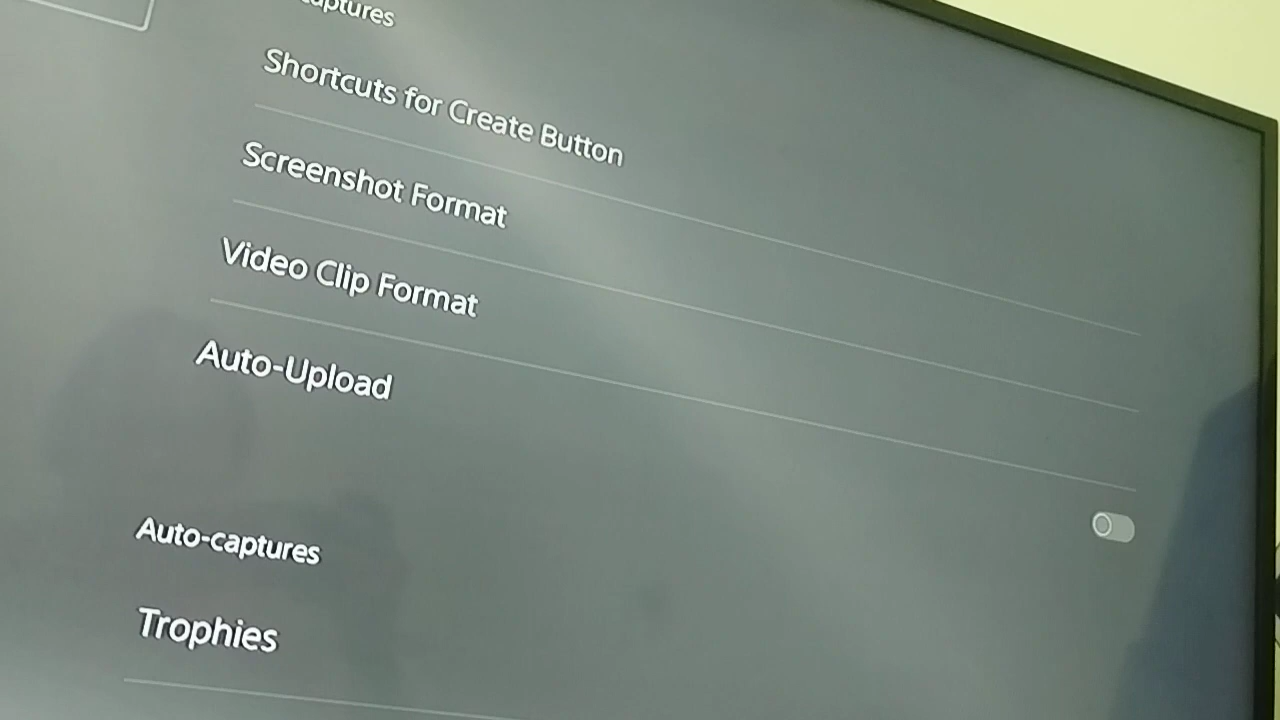 Shortcuts for Create Button
Screenshot Format
Video Clip Format
Auto-Upload
Auto-captures
Trophies